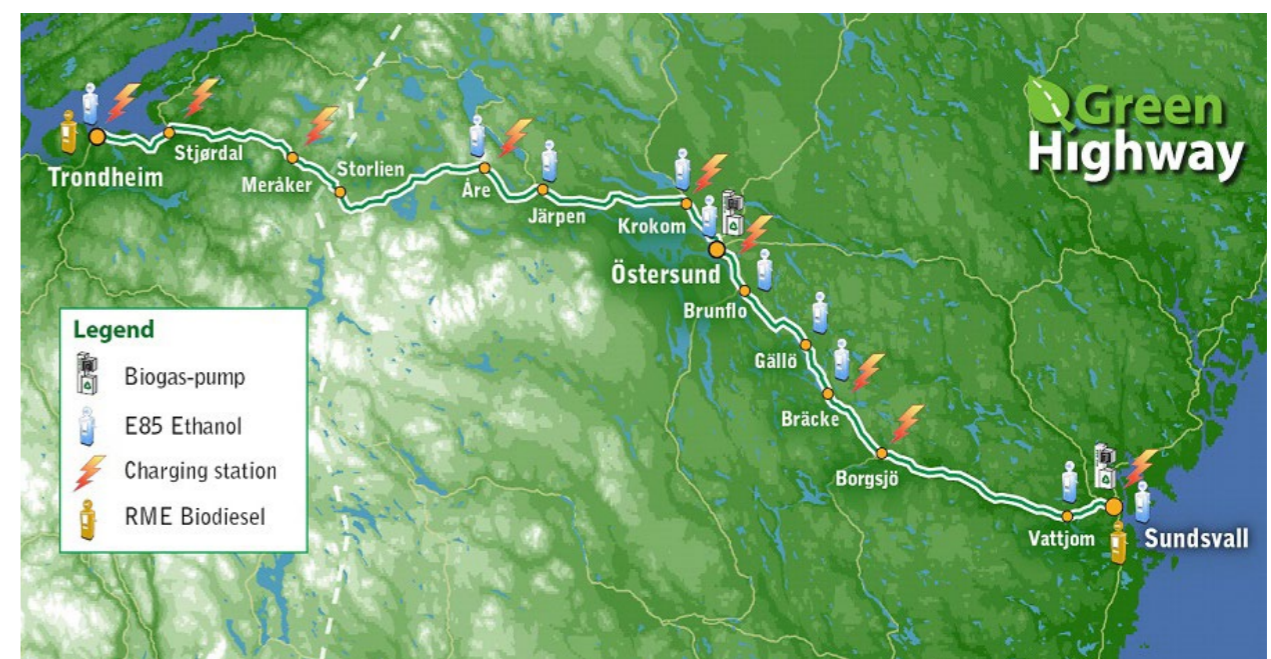 Green
Highway
Trondheim
Stjørdal
Meråker
Storlien
Åre
Järpen
Krokom
Östersund
Brunflo
Gällö
Bräcke
Borgsjö
Vattjom
Sundsvall
Legend
Biogas-pump
E85 Ethanol
Charging station
RME Biodiesel